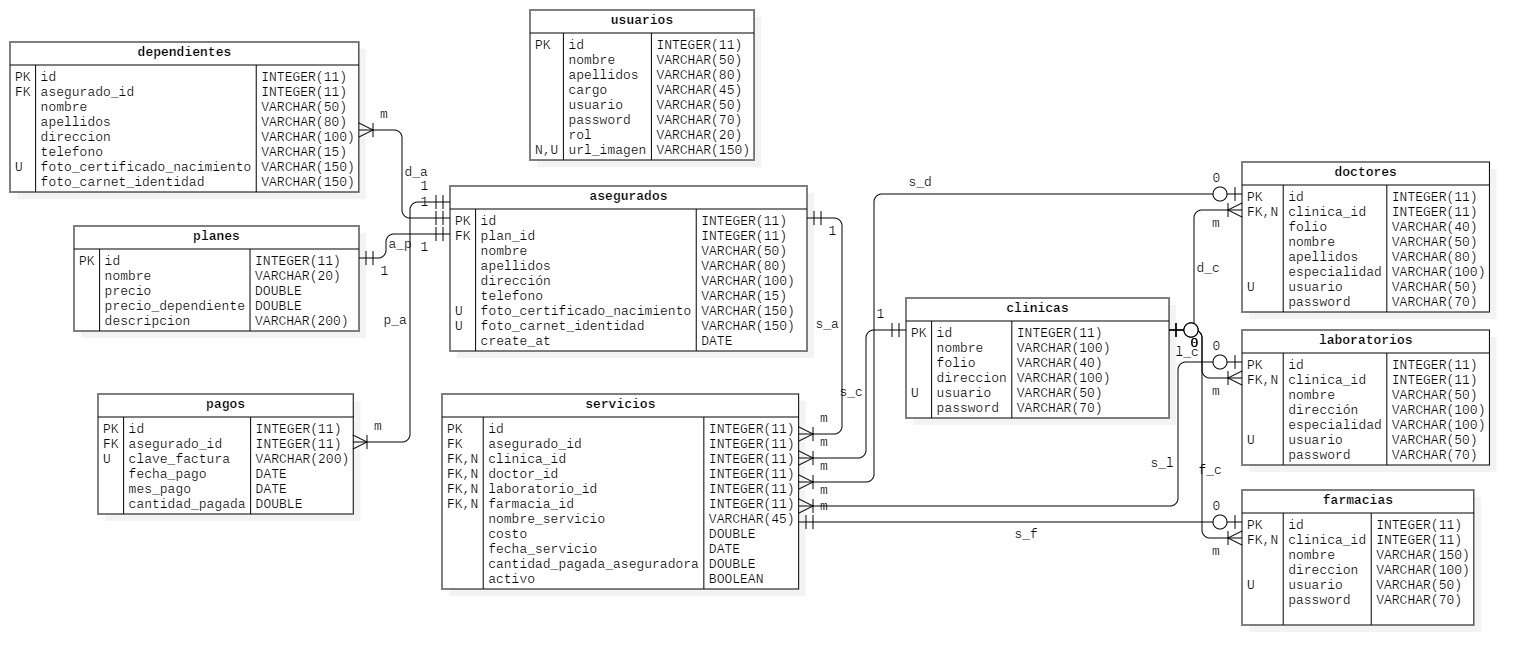 usuarios
PK id INTEGER(11)
nombre VARCHAR(50)
apellidos VARCHAR(80)
cargo VARCHAR(45)
usuario VARCHAR(50)
password VARCHAR(70)
rol VARCHAR(20)
N,U url_imagen VARCHAR(150)
dependientes
PK id INTEGER(11)
FK asegurado_id INTEGER(11)
nombre VARCHAR(50)
apellidos VARCHAR(80)
direccion VARCHAR(100)
telefono VARCHAR(15)
U foto_certificado_nacimiento VARCHAR(150)
foto_carnet_identidad VARCHAR(150)
m
d_a
1
1
planes
PK id INTEGER(11)
nombre VARCHAR(20)
precio DOUBLE
precio_dependiente DOUBLE
descripcion VARCHAR(200)
a_p
1
1
p_a
asegurados
PK id INTEGER(11)
FK plan_id INTEGER(11)
nombre VARCHAR(50)
apellidos VARCHAR(80)
dirección VARCHAR(100)
telefono VARCHAR(15)
U foto_certificado_nacimiento VARCHAR(150)
U foto_carnet_identidad VARCHAR(150)
create_at DATE
1
s_a
pagos
PK id INTEGER(11)
FK asegurado_id INTEGER(11)
U clave_factura VARCHAR(200)
fecha_pago DATE
mes_pago DATE
cantidad_pagada DOUBLE
m
servicios
PK id INTEGER(11)
FK asegurado_id INTEGER(11)
FK,N clinica_id INTEGER(11)
FK,N doctor_id INTEGER(11)
FK,N laboratorio_id INTEGER(11)
FK,N farmacia_id INTEGER(11)
nombre_servicio VARCHAR(45)
costo DOUBLE
fecha_servicio DATE
cantidad_pagada_aseguradora DOUBLE
activo BOOLEAN
s_c
m
m
m
m
m
s_d
0
1
clinicas
PK id INTEGER(11)
nombre VARCHAR(100)
folio VARCHAR(40)
direccion VARCHAR(100)
U usuario VARCHAR(50)
password VARCHAR(70)
0
l_c
d_c
m
doctores
PK id INTEGER(11)
FK,N clinica_id INTEGER(11)
folio VARCHAR(40)
nombre VARCHAR(50)
apellidos VARCHAR(80)
especialidad VARCHAR(100)
U usuario VARCHAR(50)
password VARCHAR(70)
0
m
laboratorios
PK id INTEGER(11)
FK,N clinica_id INTEGER(11)
nombre VARCHAR(50)
dirección VARCHAR(100)
especialidad VARCHAR(100)
U usuario VARCHAR(50)
password VARCHAR(70)
s_l
f_c
s_f
0
m
farmacias
PK id INTEGER(11)
FK,N clinica_id INTEGER(11)
nombre VARCHAR(150)
direccion VARCHAR(100)
U usuario VARCHAR(50)
password VARCHAR(70)